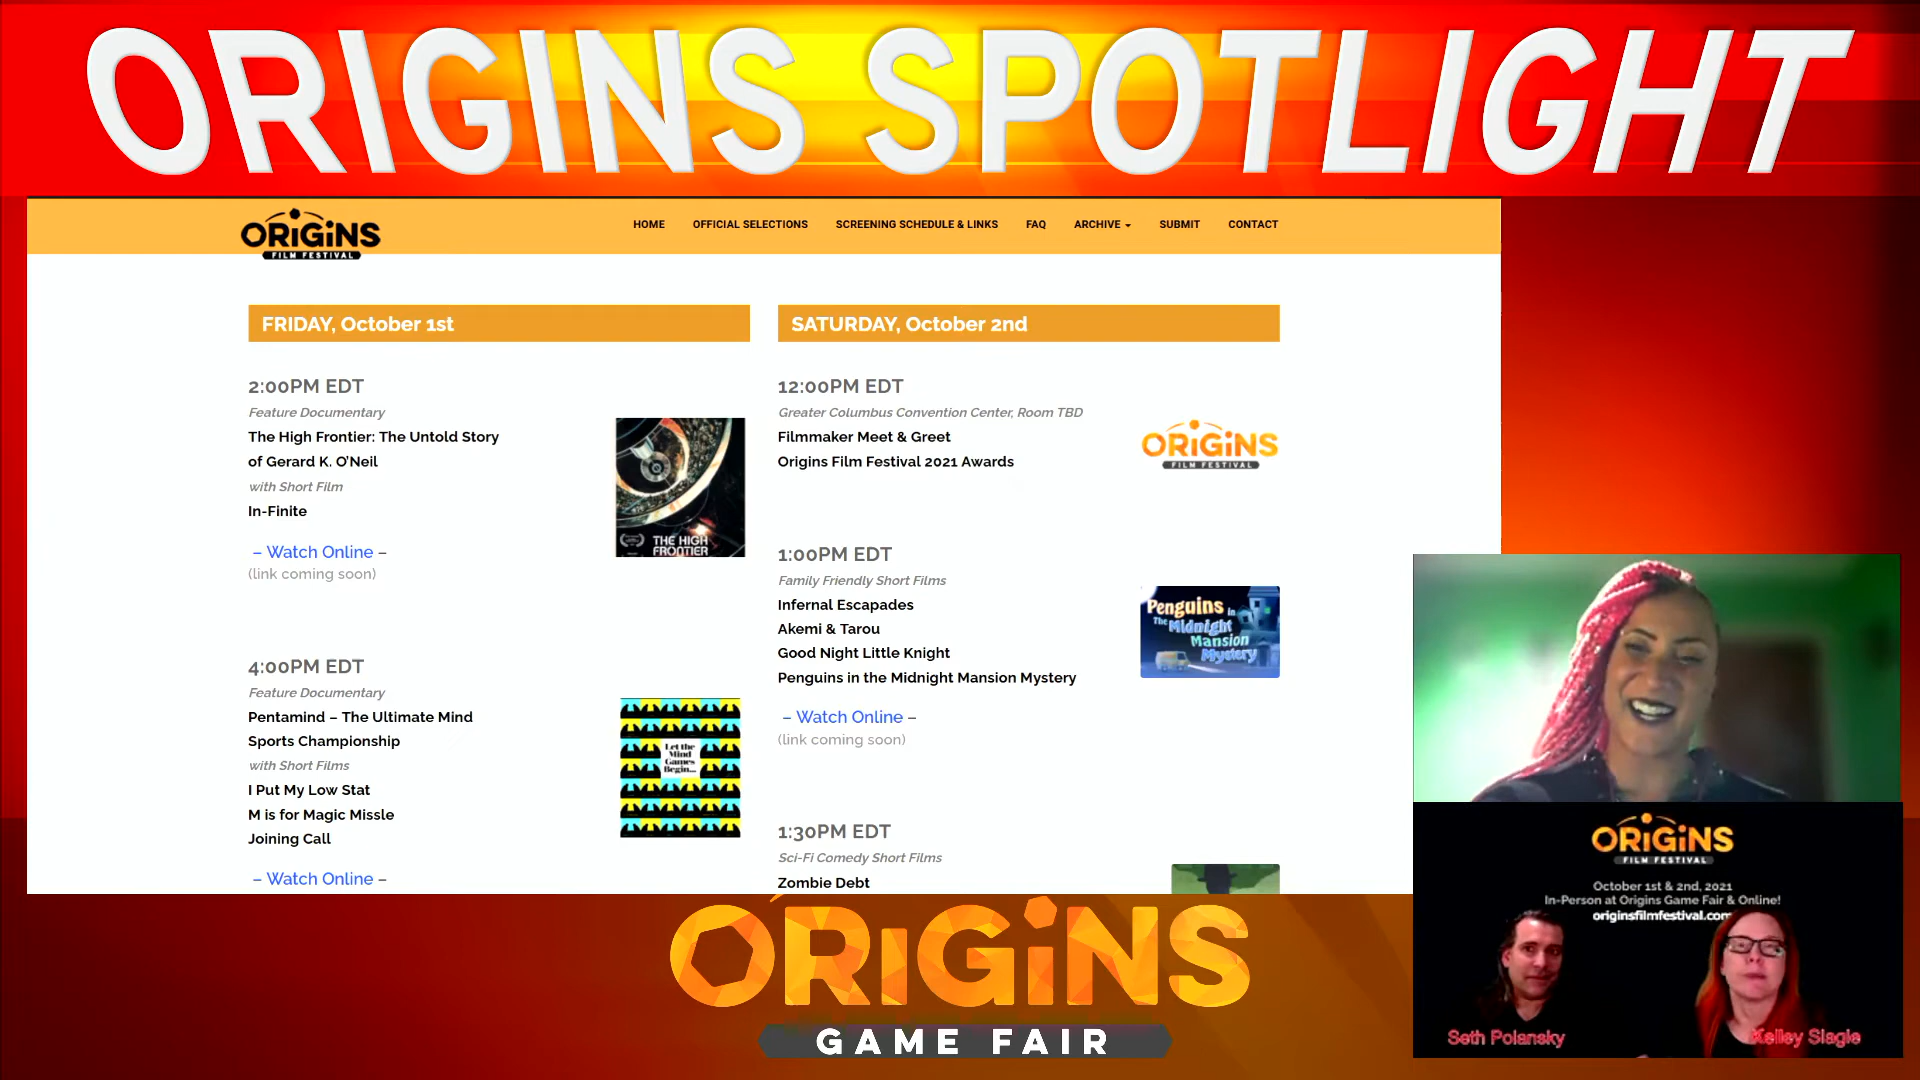 ORIGINS SPOTLIGHT
ORIGINS
FILM FESTIVAL
HOME
OFFICIAL SELECTIONS
SCREENING SCHEDULE & LINKS
FAQ
ARCHIVE
SUBMIT
CONTACT
FRIDAY, October 1st
2:00PM EDT
Feature Documentary
The High Frontier: The Untold Story
of Gerard K. O'Neil
with Short Film
In-Finite
– Watch Online –
(link coming soon)
THE HIGH
FRONTIER
4:00PM EDT
Feature Documentary
Pentamind – The Ultimate Mind
Sports Championship
with Short Films
I Put My Low Stat
M is for Magic Missle
Joining Call
– Watch Online –
Let the
Mind
Games
Begin...
SATURDAY, October 2nd
12:00PM EDT
Greater Columbus Convention Center, Room TBD
Filmmaker Meet & Greet
Origins Film Festival 2021 Awards
ORIGINS
FILM FESTIVAL
1:00PM EDT
Family Friendly Short Films
Infernal Escapades
Akemi & Tarou
Good Night Little Knight
Penguins in the Midnight Mansion Mystery
– Watch Online –
(link coming soon)
Penguins in
The Midnight
Mansion
Mystery
1:30PM EDT
Sci-Fi Comedy Short Films
Zombie Debt
ORIGINS
FILM FESTIVAL
October 1st & 2nd, 2021
In-Person at Origins Game Fair & Online!
originsfilmfestival.com
Seth Polansky
Kelley Slagle
ORIGINS
GAME FAIR